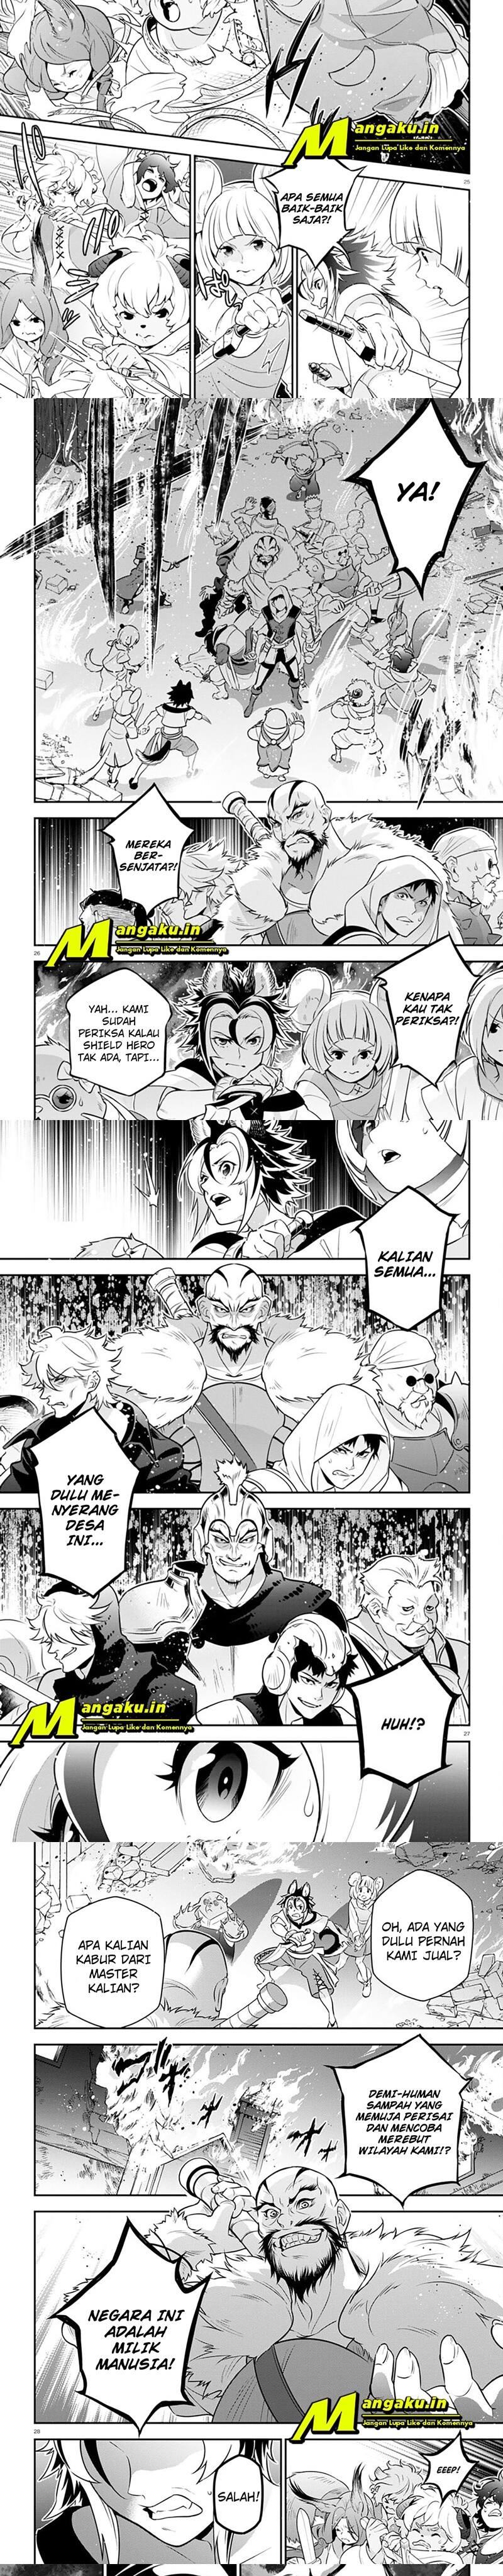 Mangaku.in
Jangan Lupa Like dan Komennya
25
APA SEMUA
BAIK-BAIK
SAJA?!
YA!
MEREKA
BER-
SENJATA?!
Mangaku.in
Jangan Lupa Like dan Komennya
26
KENAPA
KAU TAK
PERIKSA?!
YAH... KAMI
SUDAH
PERIKSA KALAU
SHIELD HERO
TAK ADA, TAPI...
KALIAN
SEMUA...
YANG
DULU ME-
NYERANG
DESA
INI...
HUH!?
Mangaku.in
Jangan Lupa Like dan Komennya
27
OH, ADA YANG
DULU PERNAH
KAMI JUAL?
APA KALIAN
KABUR DARI
MASTER
KALIAN?
DEMI-HUMAN
SAMPAH YANG
MEMUJA PERISAI
DAN MENCOBA
MEREBUT
WILAYAH KAMI!?
NEGARA INI
ADALAH
MILIK
MANUSIA!
Mangaku.in
Jangan Lupa Like dan Komennya
28
EEEP!
SALAH!